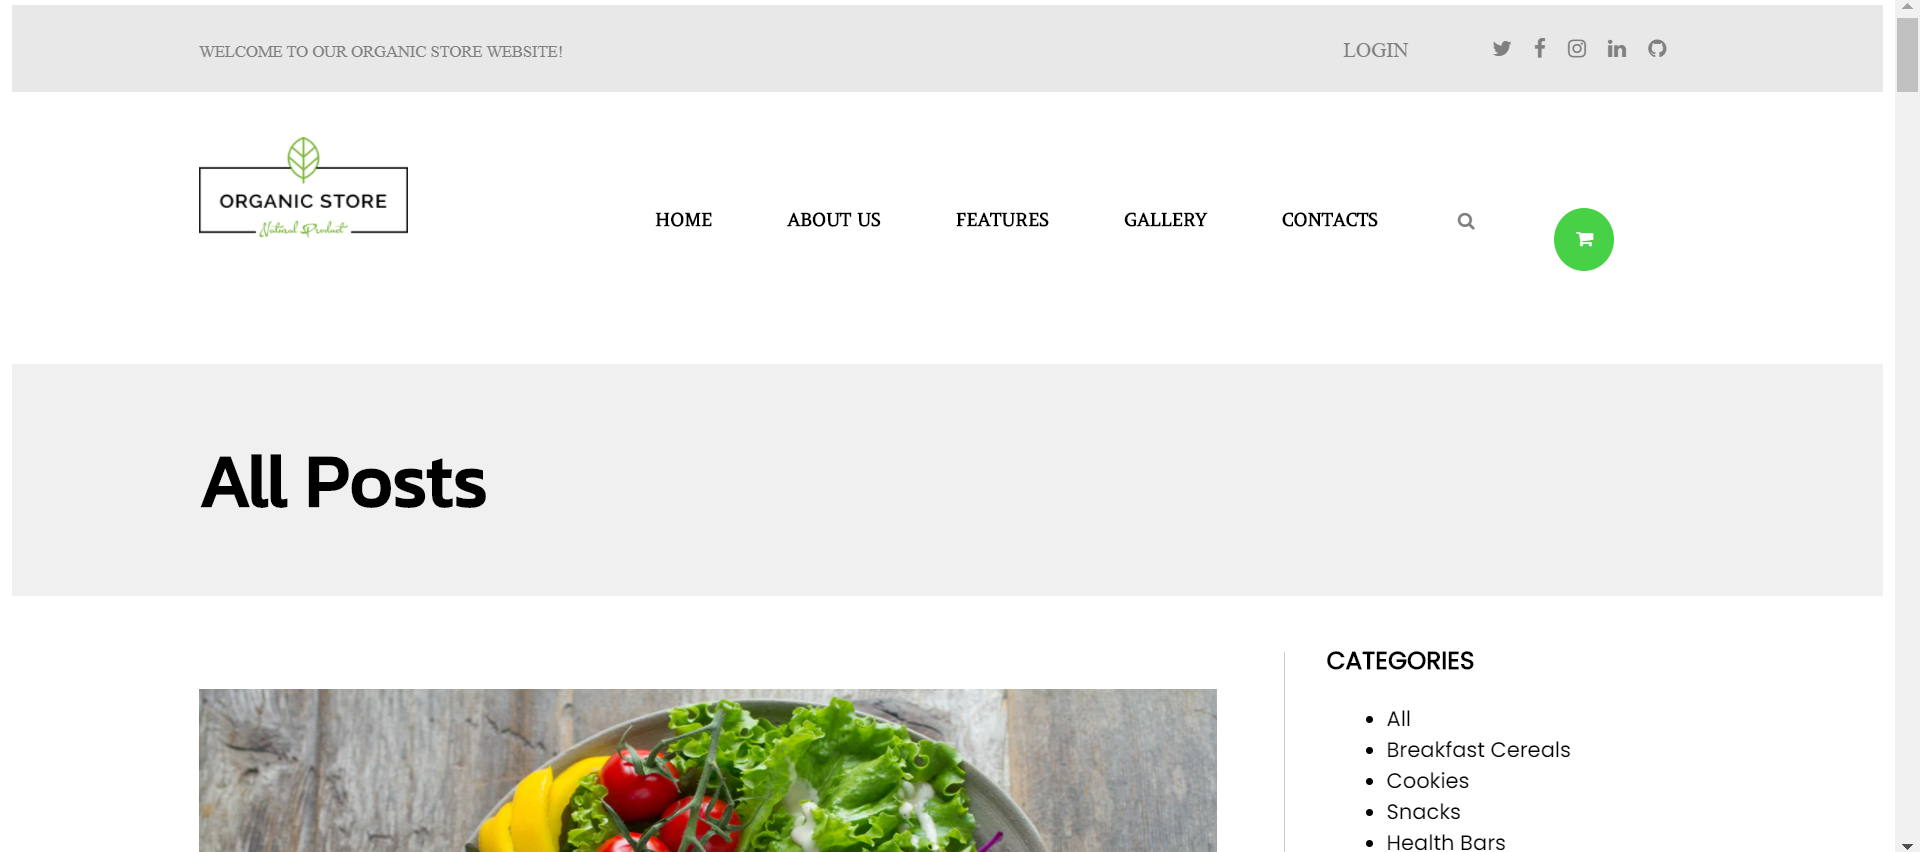 WELCOME TO OUR ORGANIC STORE WEBSITE!
LOGIN
ORGANIC STORE
Natural Product
HOME
ABOUT US
FEATURES
GALLERY
CONTACTS
All Posts
CATEGORIES
All
Breakfast Cereals
Cookies
Snacks
Health Bars